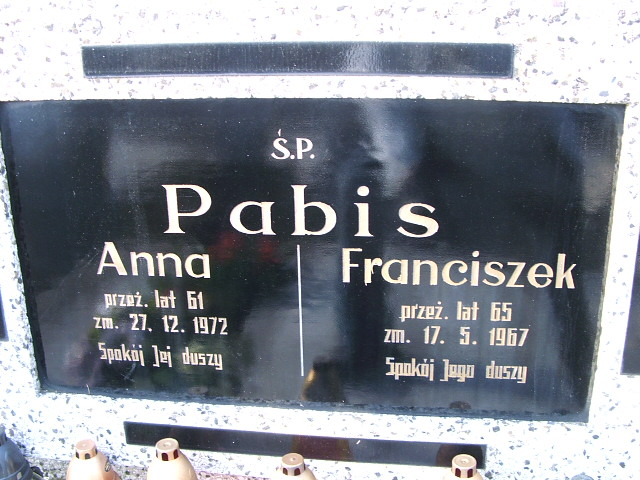 Ś.P.
Pabis
Anna
przeż. lat 61
zm. 27. 12. 1972
Spokój Jej duszy
Franciszek
przeż. lat 65
zm. 17. 5. 1967
Spokój Jego duszy